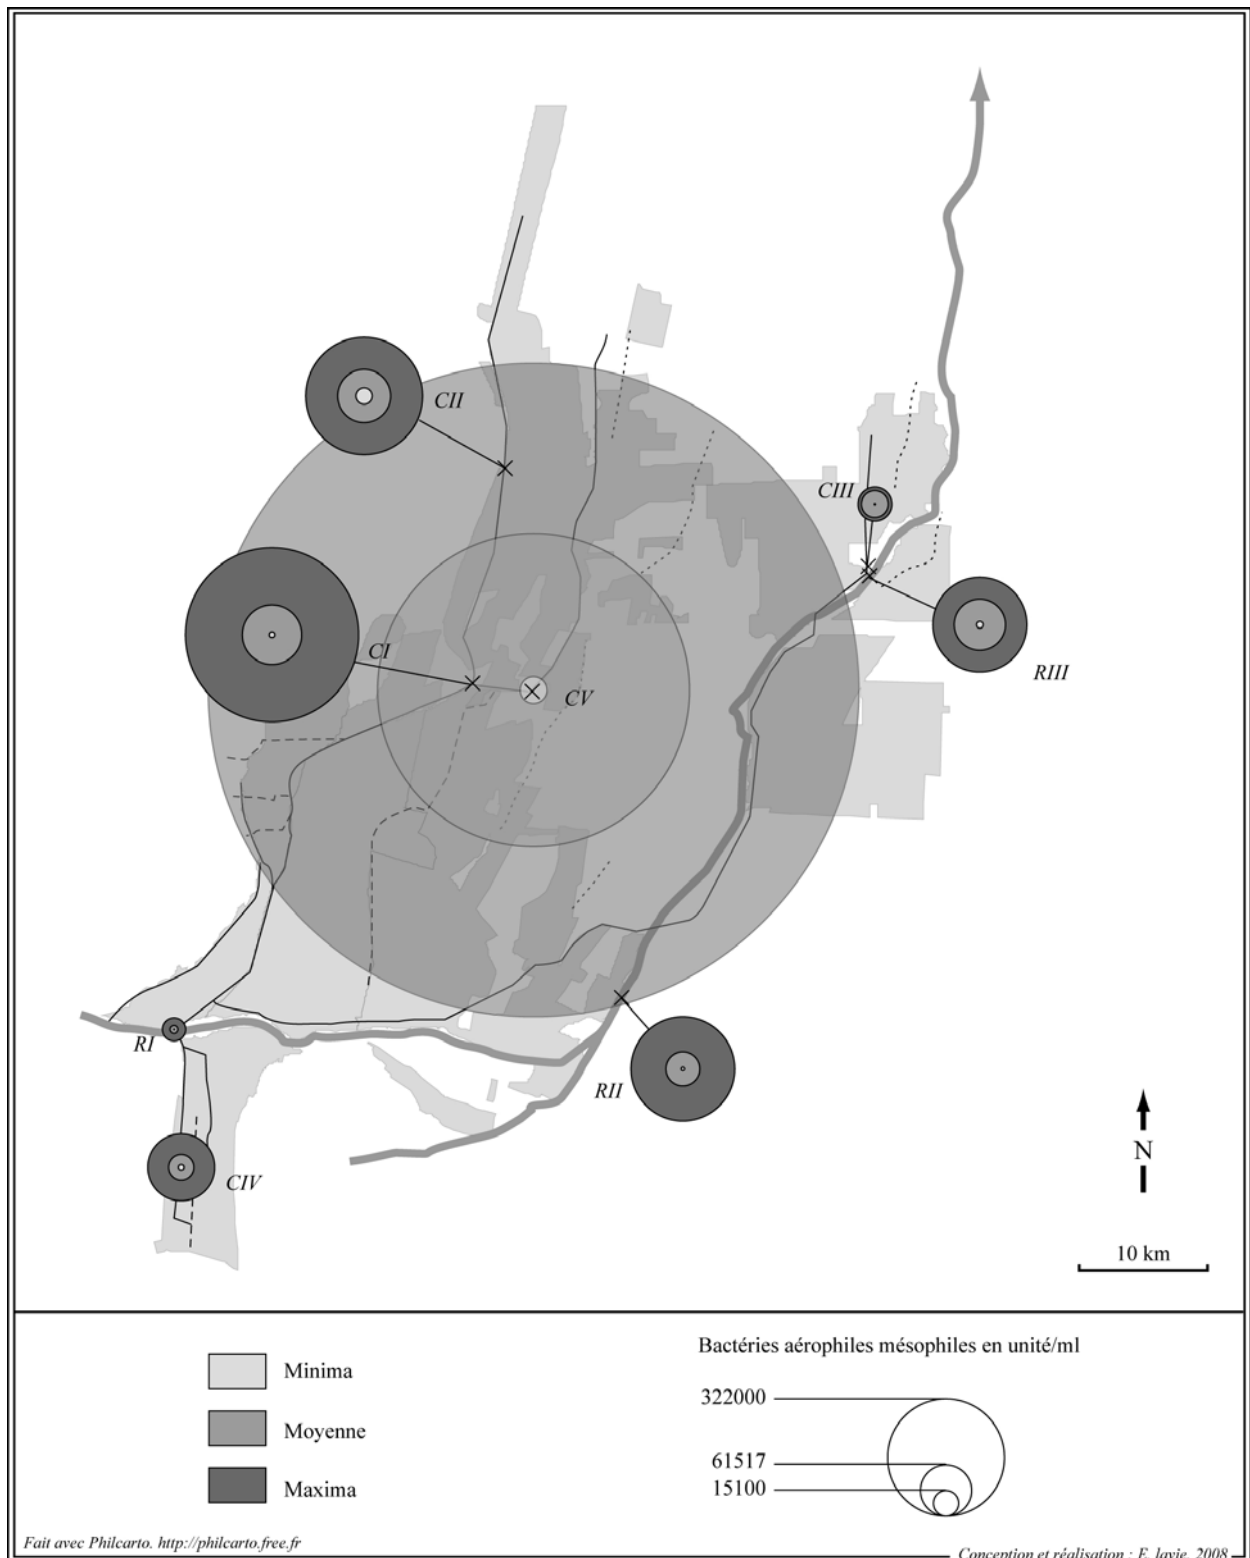 CII
CIII
CI
RIII
CV
RI
RII
CIV
N
10 km
Minima
Moyenne
Maxima
Bactéries aérophiles mésophiles en unité/ml
322000
61517
15100
Fait avec Philcarto. http://philcarto.free.fr
Conception et réalisation : E. lavie, 2008